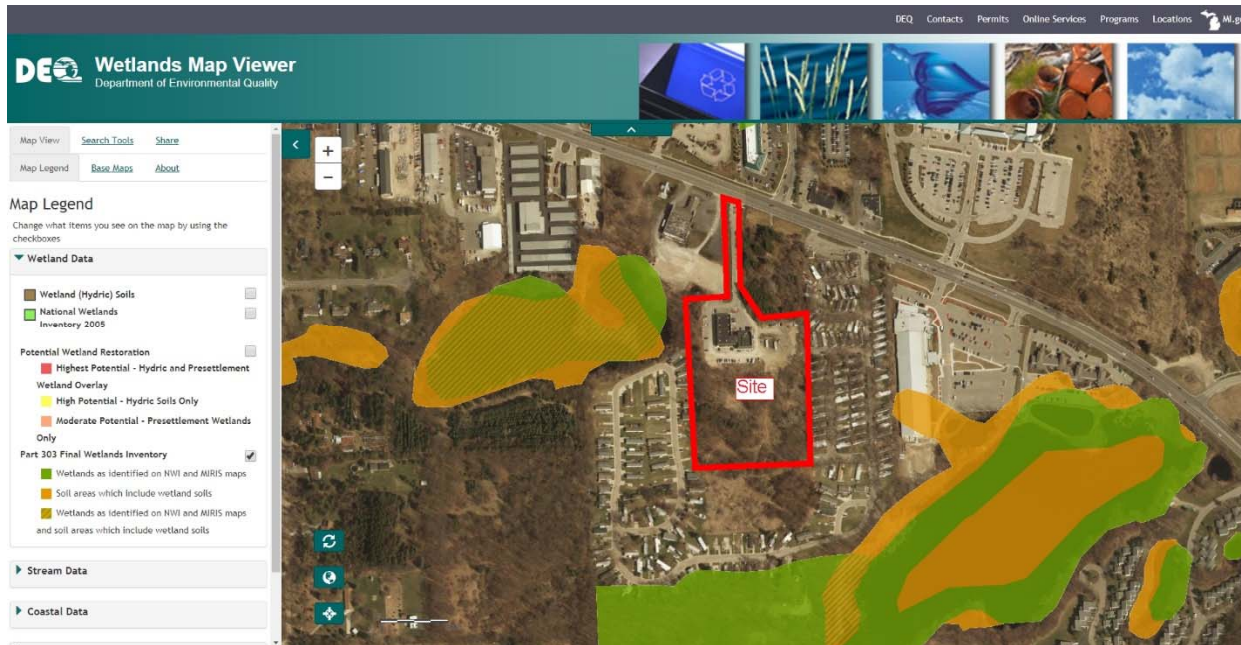 DEQ Contacts Permits Online Services Programs Locations
DEQ Wetlands Map Viewer
Department of Environmental Quality
Map View Search Tools Share
Map Legend Base Maps About
Map Legend
Change what items you see on the map by using the
checkboxes
Wetland Data
Wetland (Hydric) Soils
National Wetlands
Inventory 2005
Potential Wetland Restoration
Highest Potential - Hydric and Presettlement
Wetland Overlay
High Potential - Hydric Soils Only
Moderate Potential - Presettlement Wetlands
Only
Part 303 Final Wetlands Inventory
Wetlands as identified on NWI and MIRIS maps
Soil areas which include wetland soils
Wetlands as identified on NWI and MIRIS maps
and soil areas which include wetland soils
Stream Data
Coastal Data
+
−
Site